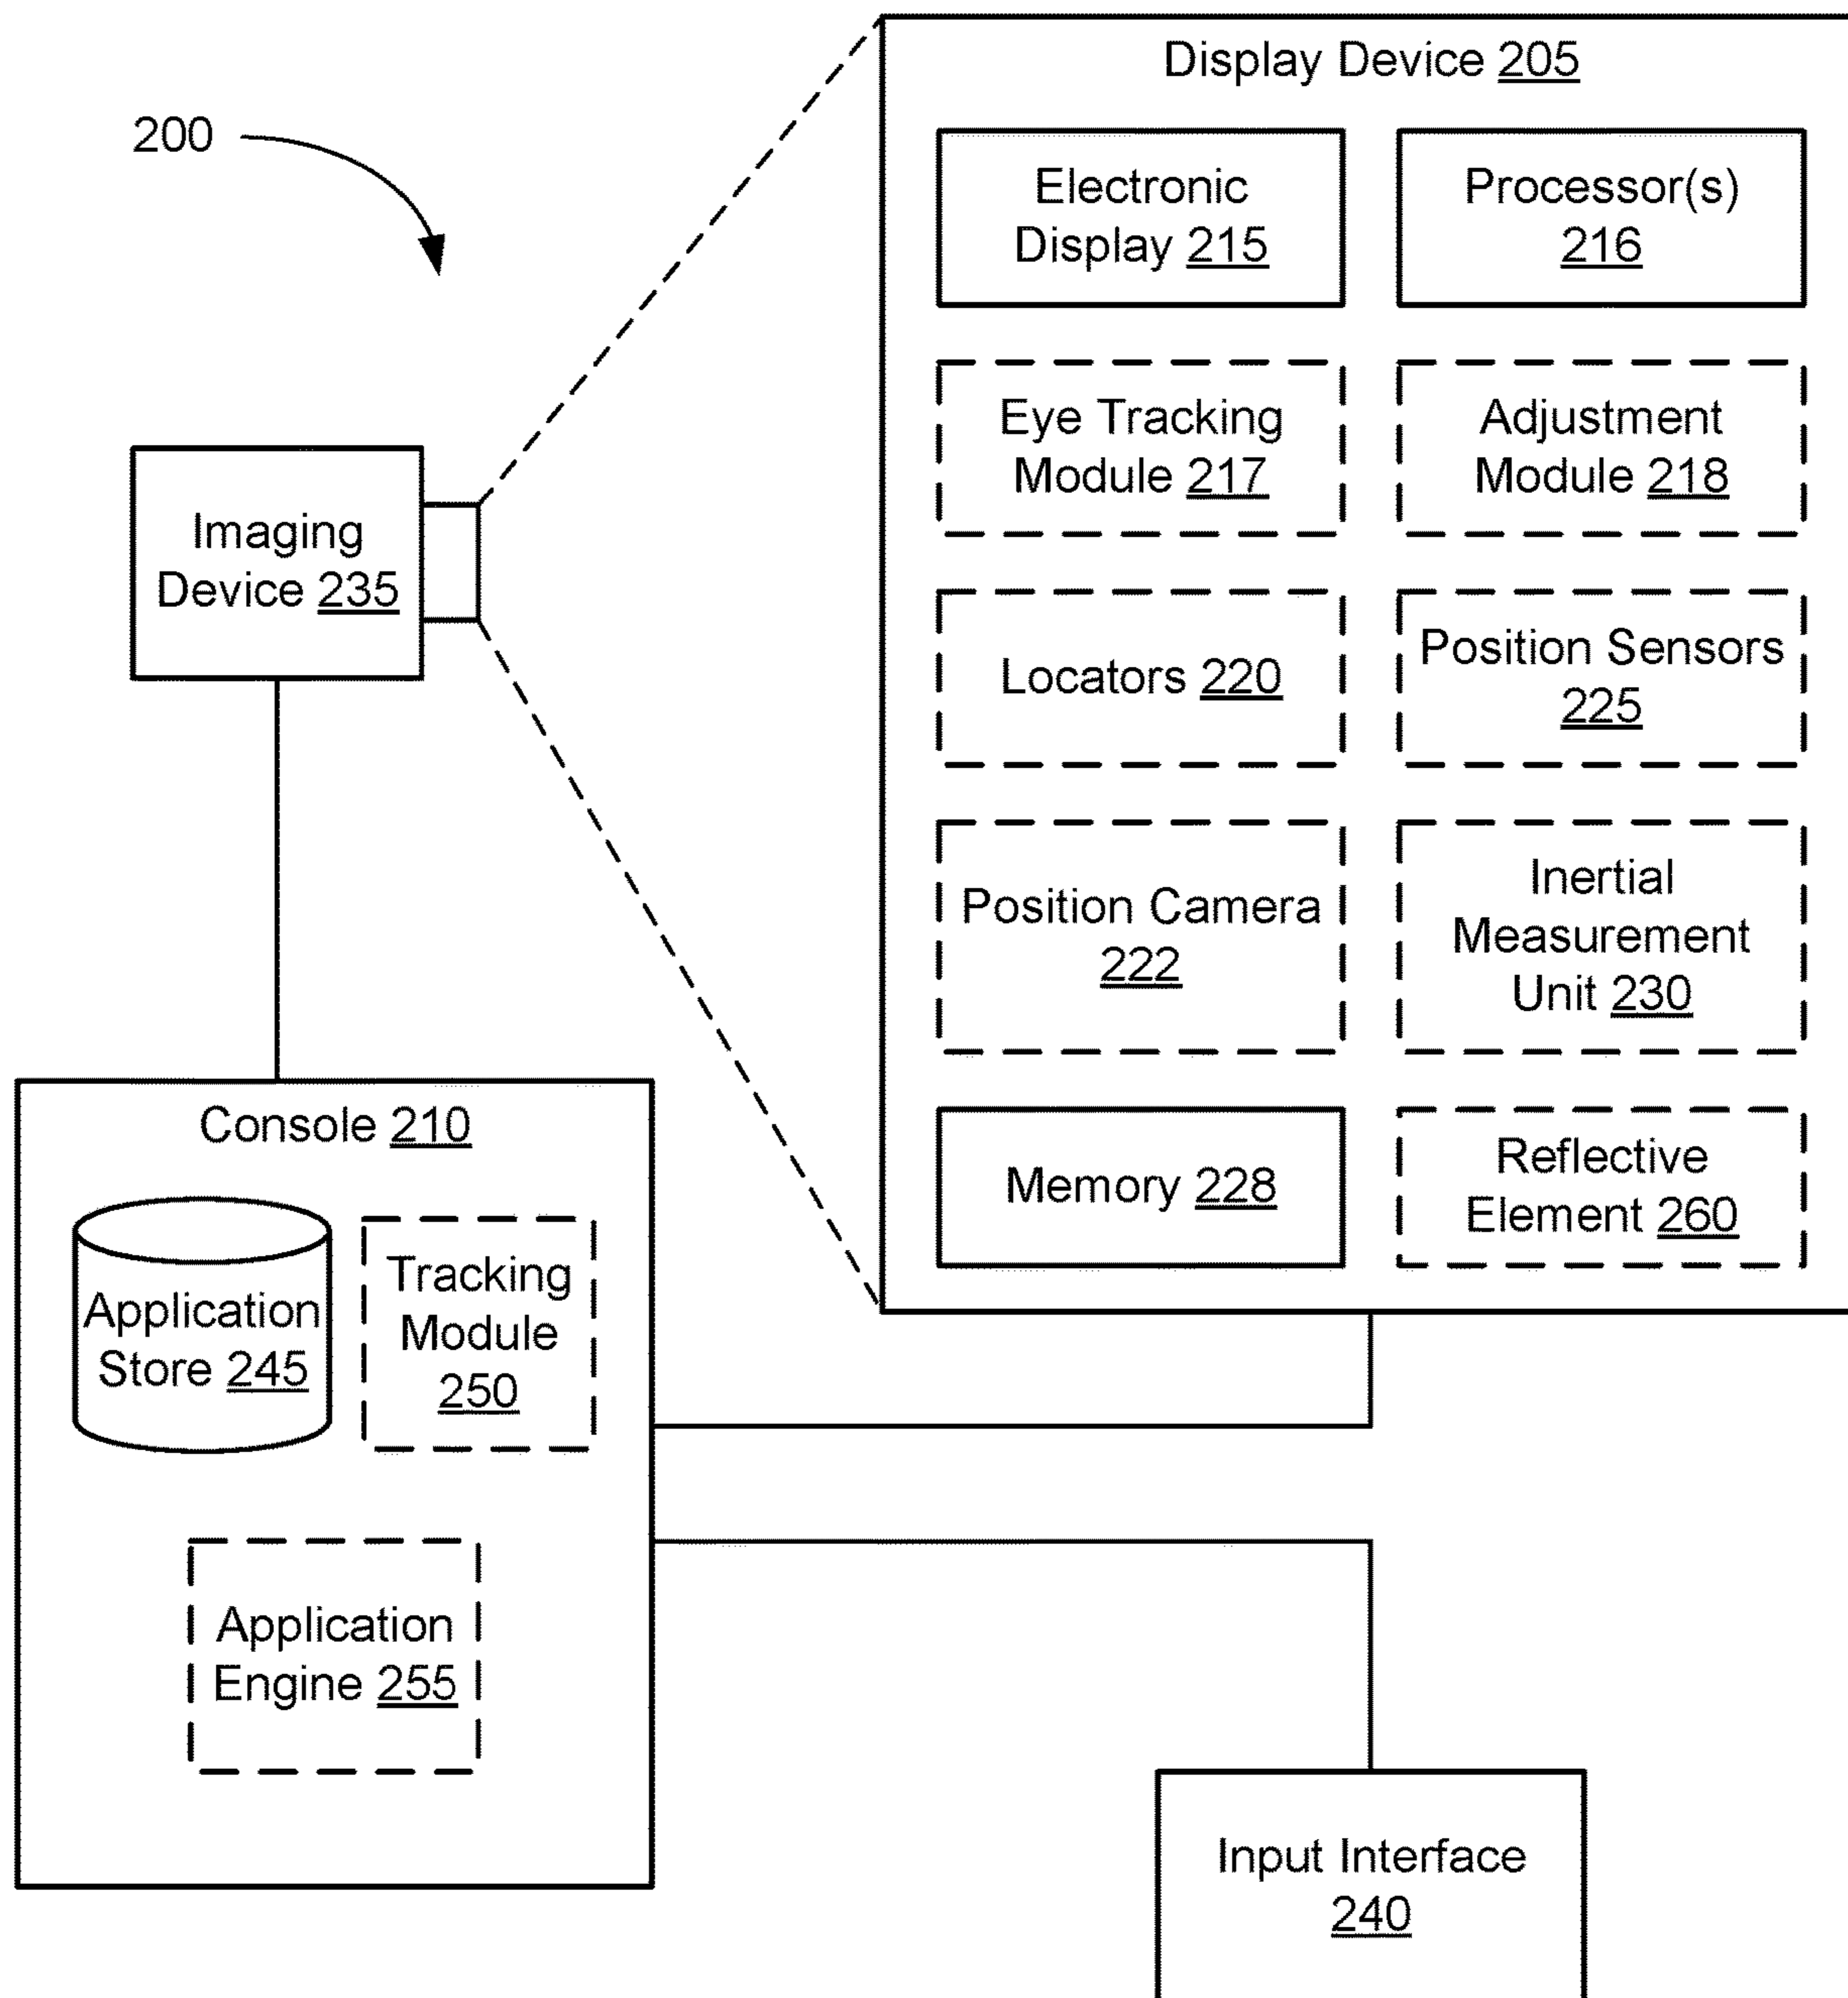 200
Display Device 205
Electronic
Display 215
Processor(s)
216
Eye Tracking
Module 217
Adjustment
Module 218
Imaging
Device 235
Locators 220
Position Sensors
225
Position Camera
222
Inertial
Measurement
Unit 230
Memory 228
Reflective
Element 260
Console 210
Application
Store 245
Tracking
Module
250
Application
Engine 255
Input Interface
240